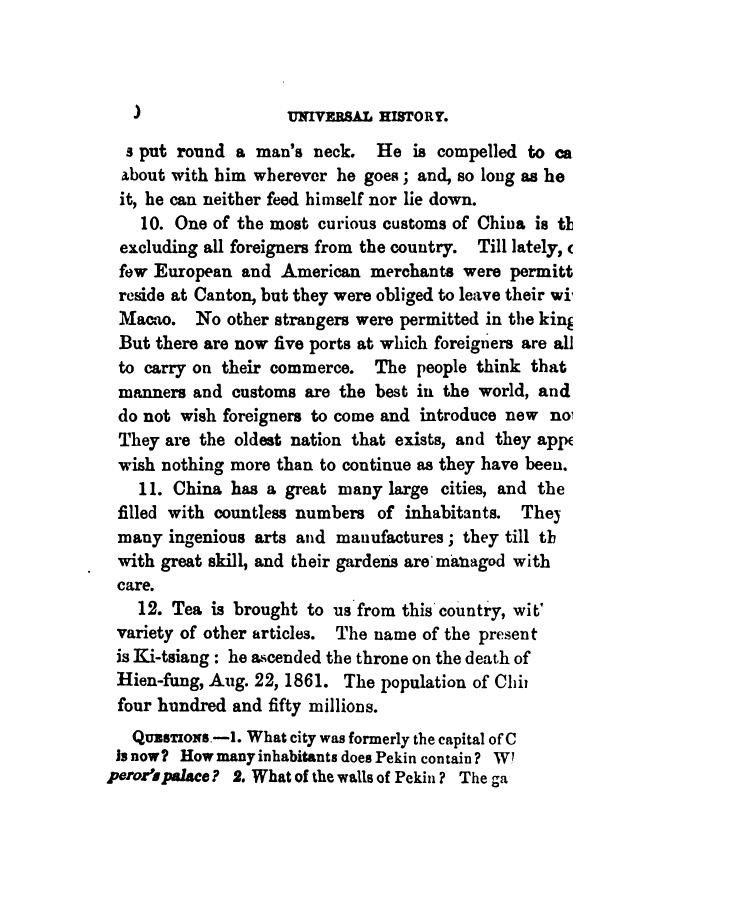 )
UNIVERSAL HISTORY.
s put round a man's neck. He is compelled to ca
about with him wherever he goes; and, so long as he
it, he can neither feed himself nor lie down.
10. One of the most curious customs of China is th
excluding all foreigners from the country. Till lately,
few European and American merchants were permitt
reside at Canton, but they were obliged to leave their wi
Macao. No other strangers were permitted in the king
But there are now five ports at which foreigners are all
to carry on their commerce. The people think that
manners and customs are the best in the world, and
do not wish foreigners to come and introduce new no
They are the oldest nation that exists, and they appe
wish nothing more than to continue as they have been.
11. China has a great many large cities, and the
filled with countless numbers of inhabitants. They
many ingenious arts and manufactures; they till th
with great skill, and their gardens are managod with
care.
12. Tea is brought to us from this country, wit
variety of other articles. The name of the present
is Ki-tsiang: he ascended the throne on the death of
Hien-fung, Aug. 22, 1861. The population of Chin
four hundred and fifty millions.
QUESTIONS.—1. What city was formerly the capital of C
is now? How many inhabitants does Pekin contain? W
peror's palace? 2. What of the walls of Pekin? The ga